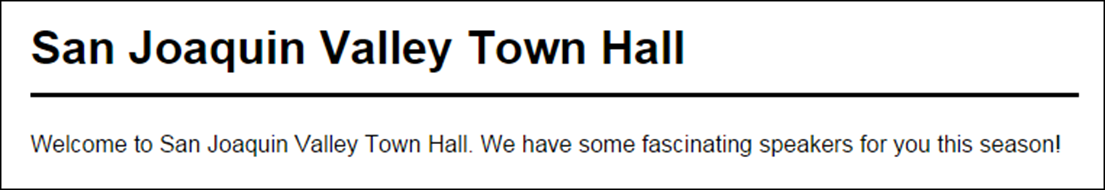 San Joaquin Valley Town Hall
Welcome to San Joaquin Valley Town Hall. We have some fascinating speakers for you this season!